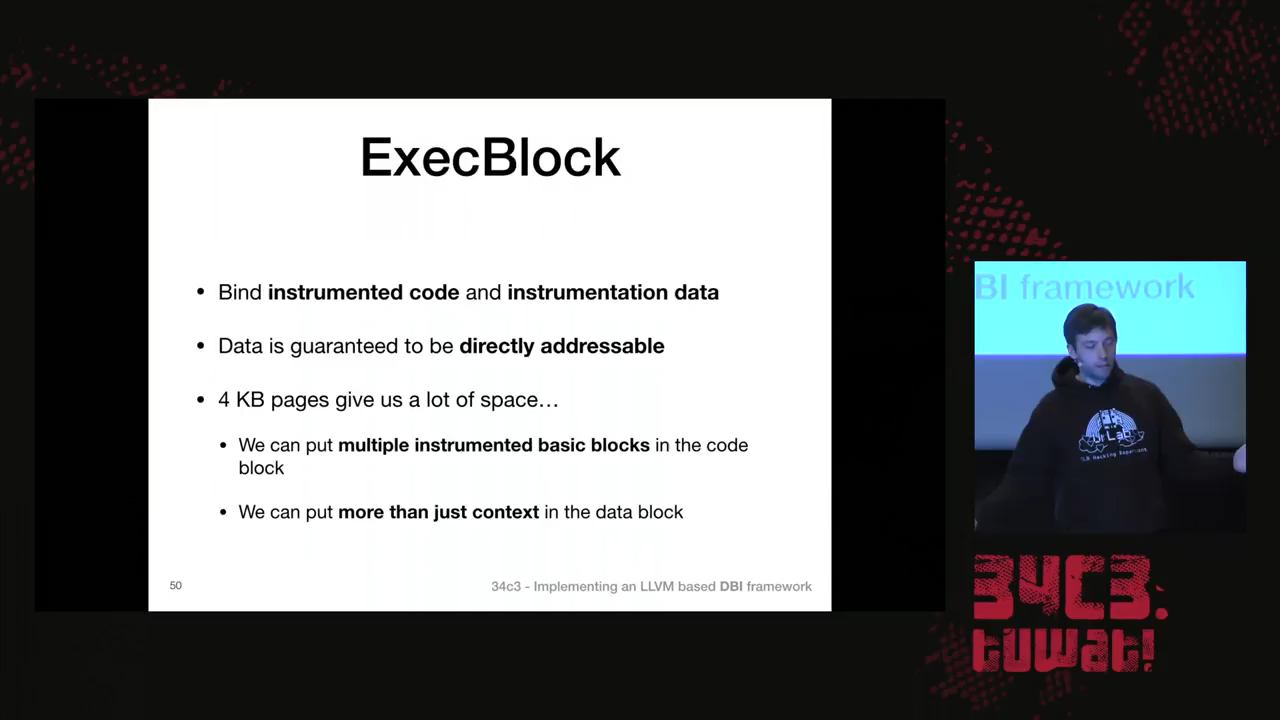 ExecBlock
• Bind instrumented code and instrumentation data
• Data is guaranteed to be directly addressable
• 4 KB pages give us a lot of space…
• We can put multiple instrumented basic blocks in the code
block
• We can put more than just context in the data block
50
34c3 - Implementing an LLVM based DBI framework
BI framework
34C3.
tuwat!